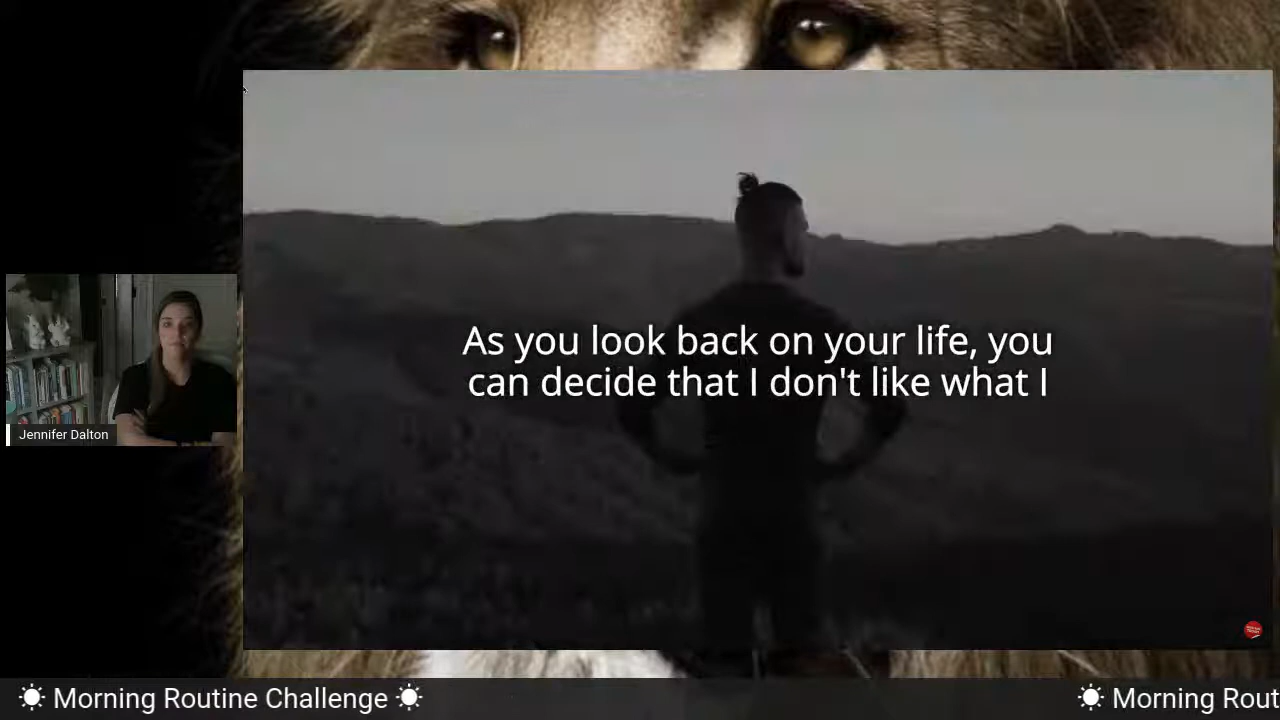 As you look back on your life, you
can decide that I don't like what I
Jennifer Dalton
Morning Routine Challenge
Morning Rout